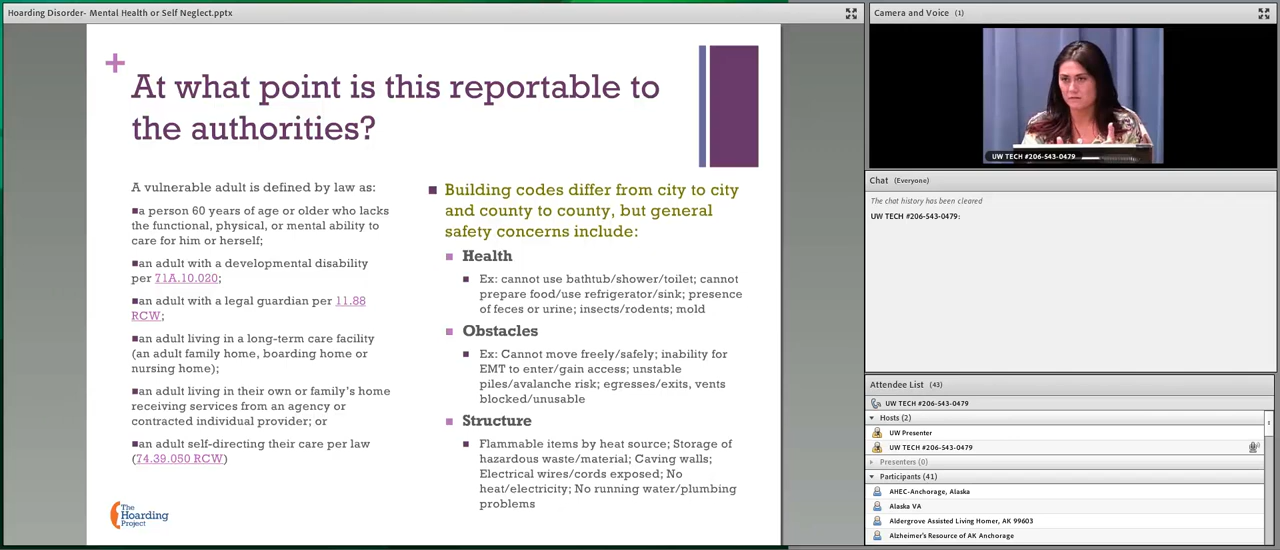 Hoarding Disorder- Mental Health or Self Neglect.pptx
+
At what point is this reportable to
the authorities?
A vulnerable adult is defined by law as:
■a person 60 years of age or older who lacks
the functional, physical, or mental ability to
care for him or herself;
■an adult with a developmental disability
per 71A.10.020;
■an adult with a legal guardian per 11.88
RCW;
■an adult living in a long-term care facility
(an adult family home, boarding home or
nursing home);
■an adult living in their own or family's home
receiving services from an agency or
contracted individual provider; or
■an adult self-directing their care per law
(74.39.050 RCW)
The
Hoarding
Project
■ Building codes differ from city to city
and county to county, but general
safety concerns include:
■ Health
■ Ex: cannot use bathtub/shower/toilet; cannot
prepare food/use refrigerator/sink; presence
of feces or urine; insects/rodents; mold
■ Obstacles
■ Ex: Cannot move freely/safely; inability for
EMT to enter/gain access; unstable
piles/avalanche risk; egresses/exits, vents
blocked/unusable
■ Structure
■ Flammable items by heat source; Storage of
hazardous waste/material; Caving walls;
Electrical wires/cords exposed; No
heat/electricity; No running water/plumbing
problems
Camera and Voice (1)
UW TECH #206-543-0479
Chat (Everyone)
The chat history has been cleared
UW TECH #206-543-0479:
Attendee List (43)
UW TECH #206-543-0479
Hosts (2)
UW Presenter
UW TECH #206-543-0479
Presenters (0)
Participants (41)
AHEC-Anchorage, Alaska
Alaska VA
Aldergrove Assisted Living Homer, AK 99603
Alzheimer's Resource of AK Anchorage